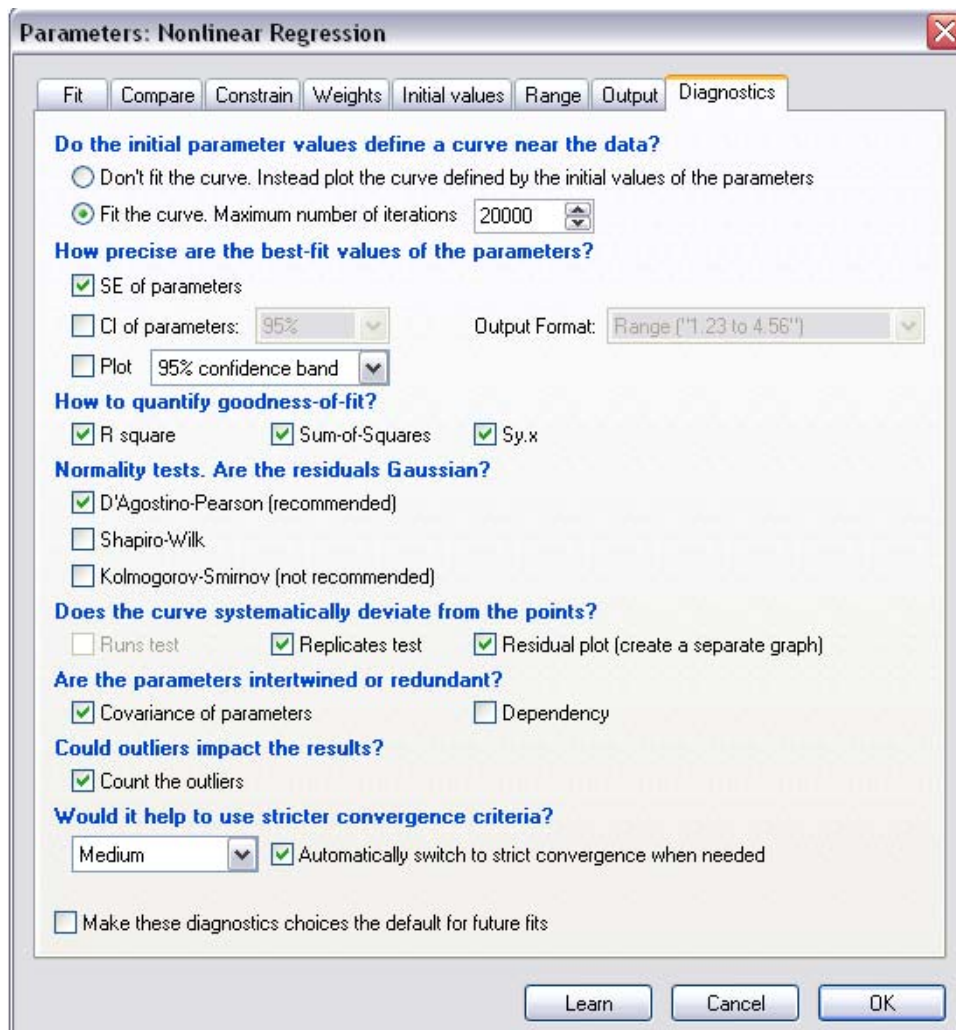 Parameters: Nonlinear Regression
Fit Compare Constrain Weights Initial values Range Output Diagnostics
Do the initial parameter values define a curve near the data?
Don't fit the curve. Instead plot the curve defined by the initial values of the parameters
Fit the curve. Maximum number of iterations 20000
How precise are the best-fit values of the parameters?
SE of parameters
CI of parameters: 95% Output Format: Range ("1.23 to 4.56")
Plot 95% confidence band
How to quantify goodness-of-fit?
R square Sum-of-Squares Sy.x
Normality tests. Are the residuals Gaussian?
D'Agostino-Pearson (recommended)
Shapiro-Wilk
Kolmogorov-Smirnov (not recommended)
Does the curve systematically deviate from the points?
Runs test Replicates test Residual plot (create a separate graph)
Are the parameters intertwined or redundant?
Covariance of parameters Dependency
Could outliers impact the results?
Count the outliers
Would it help to use stricter convergence criteria?
Medium Automatically switch to strict convergence when needed
Make these diagnostics choices the default for future fits
Learn Cancel OK